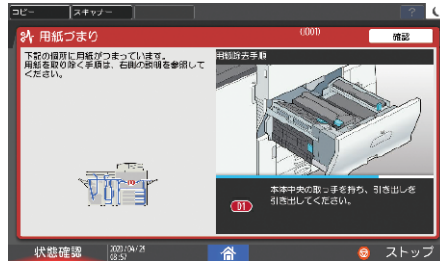 コピー
スキャナー
?
用紙づまり
(J001)
確認
下記の個所に用紙がつまっています。
用紙を取り除く手順は、右側の説明を参照して
ください。
用紙除去手順
D1
本体中央の取っ手を持ち、引き出しを
引き出してください。
状態確認
08:57
ストップ